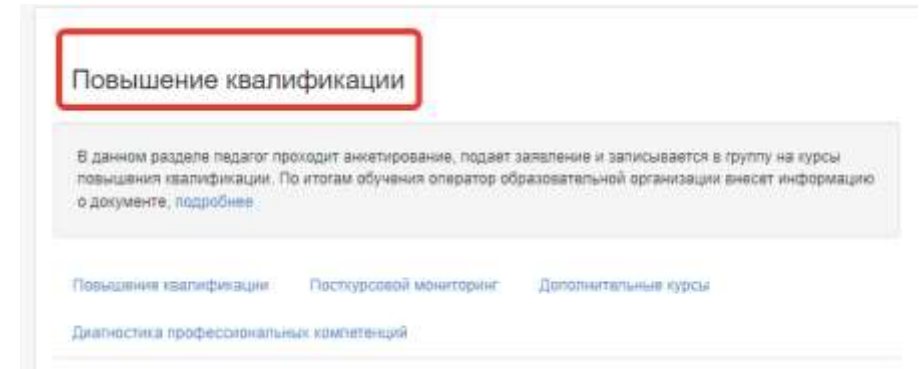 Повышение квалификации
В данном разделе педагог проходит анкетирование, подает заявление и записывается в группу на курсы
повышения квалификации. По итогам обучения оператор образовательной организации внесет информацию
о документе, подробнее
Повышение квалификации Посткурсовой мониторинг Дополнительные курсы
Диагностика профессиональных компетенций